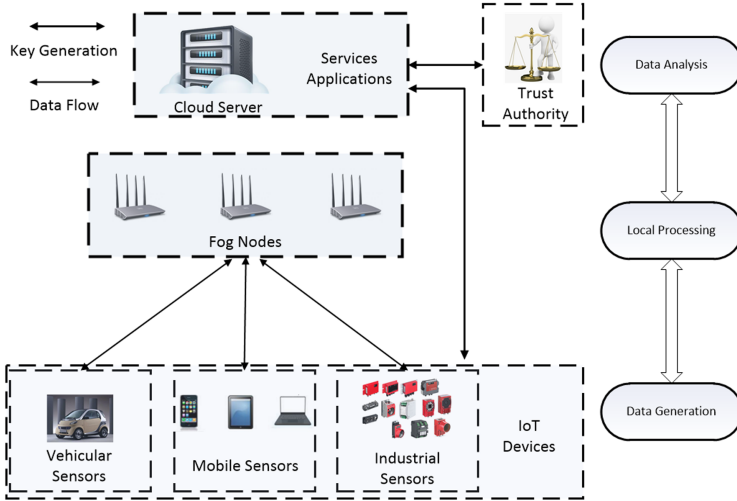 Key Generation
Data Flow
Cloud Server
Services
Applications
Trust
Authority
Data Analysis
Fog Nodes
Local Processing
Vehicular
Sensors
Mobile Sensors
Industrial
Sensors
IoT
Devices
Data Generation